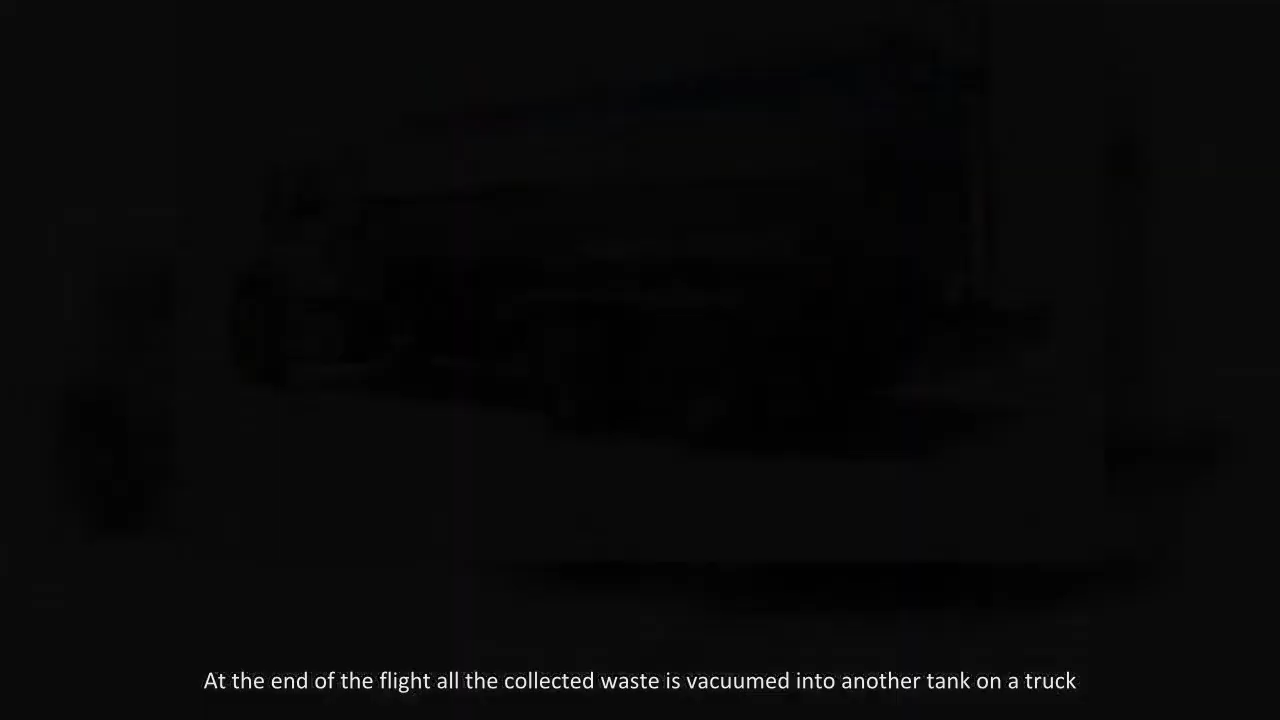 At the end of the flight all the collected waste is vacuumed into another tank on a truck